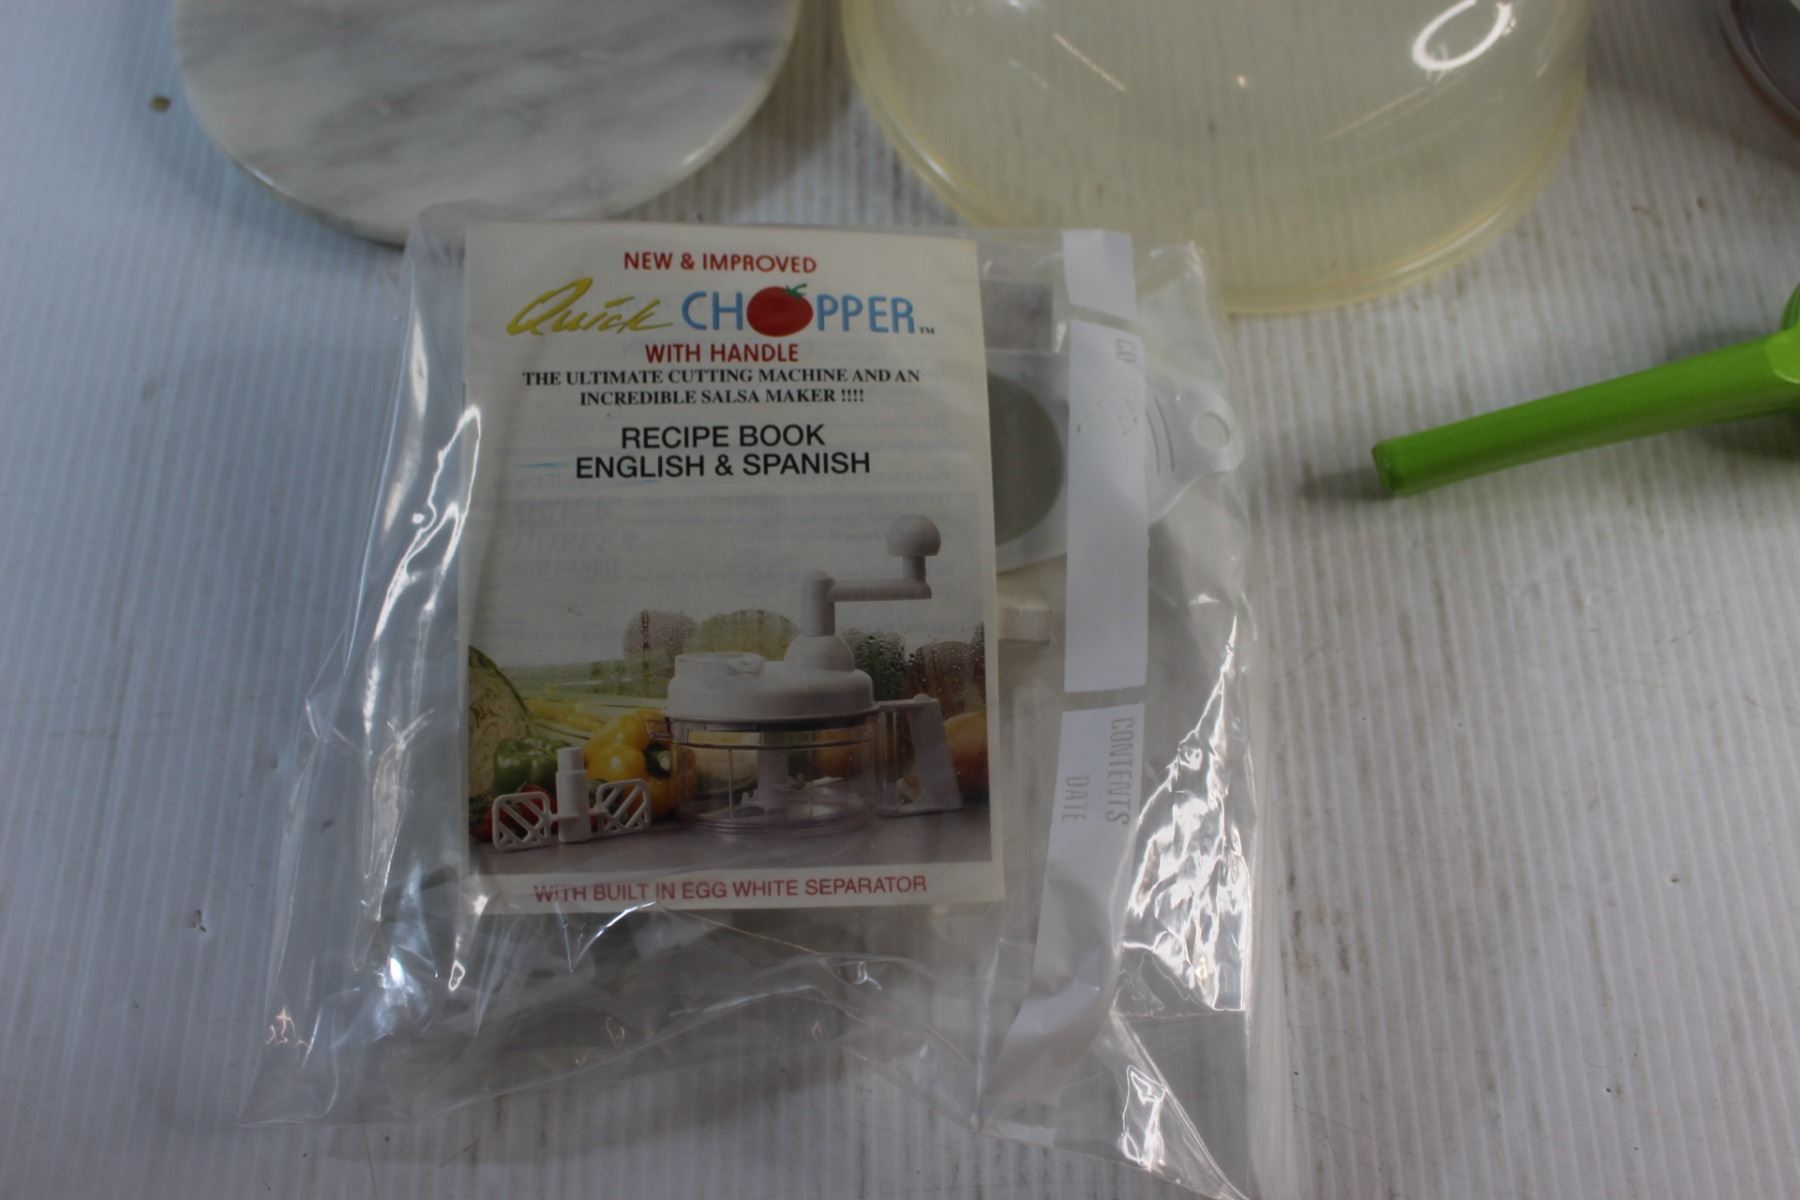 NEW & IMPROVED
Quick CHOPPER™
WITH HANDLE
THE ULTIMATE CUTTING MACHINE AND AN
INCREDIBLE SALSA MAKER !!!!
RECIPE BOOK
ENGLISH & SPANISH
WITH BUILT IN EGG WHITE SEPARATOR
CONTENTS
DATE